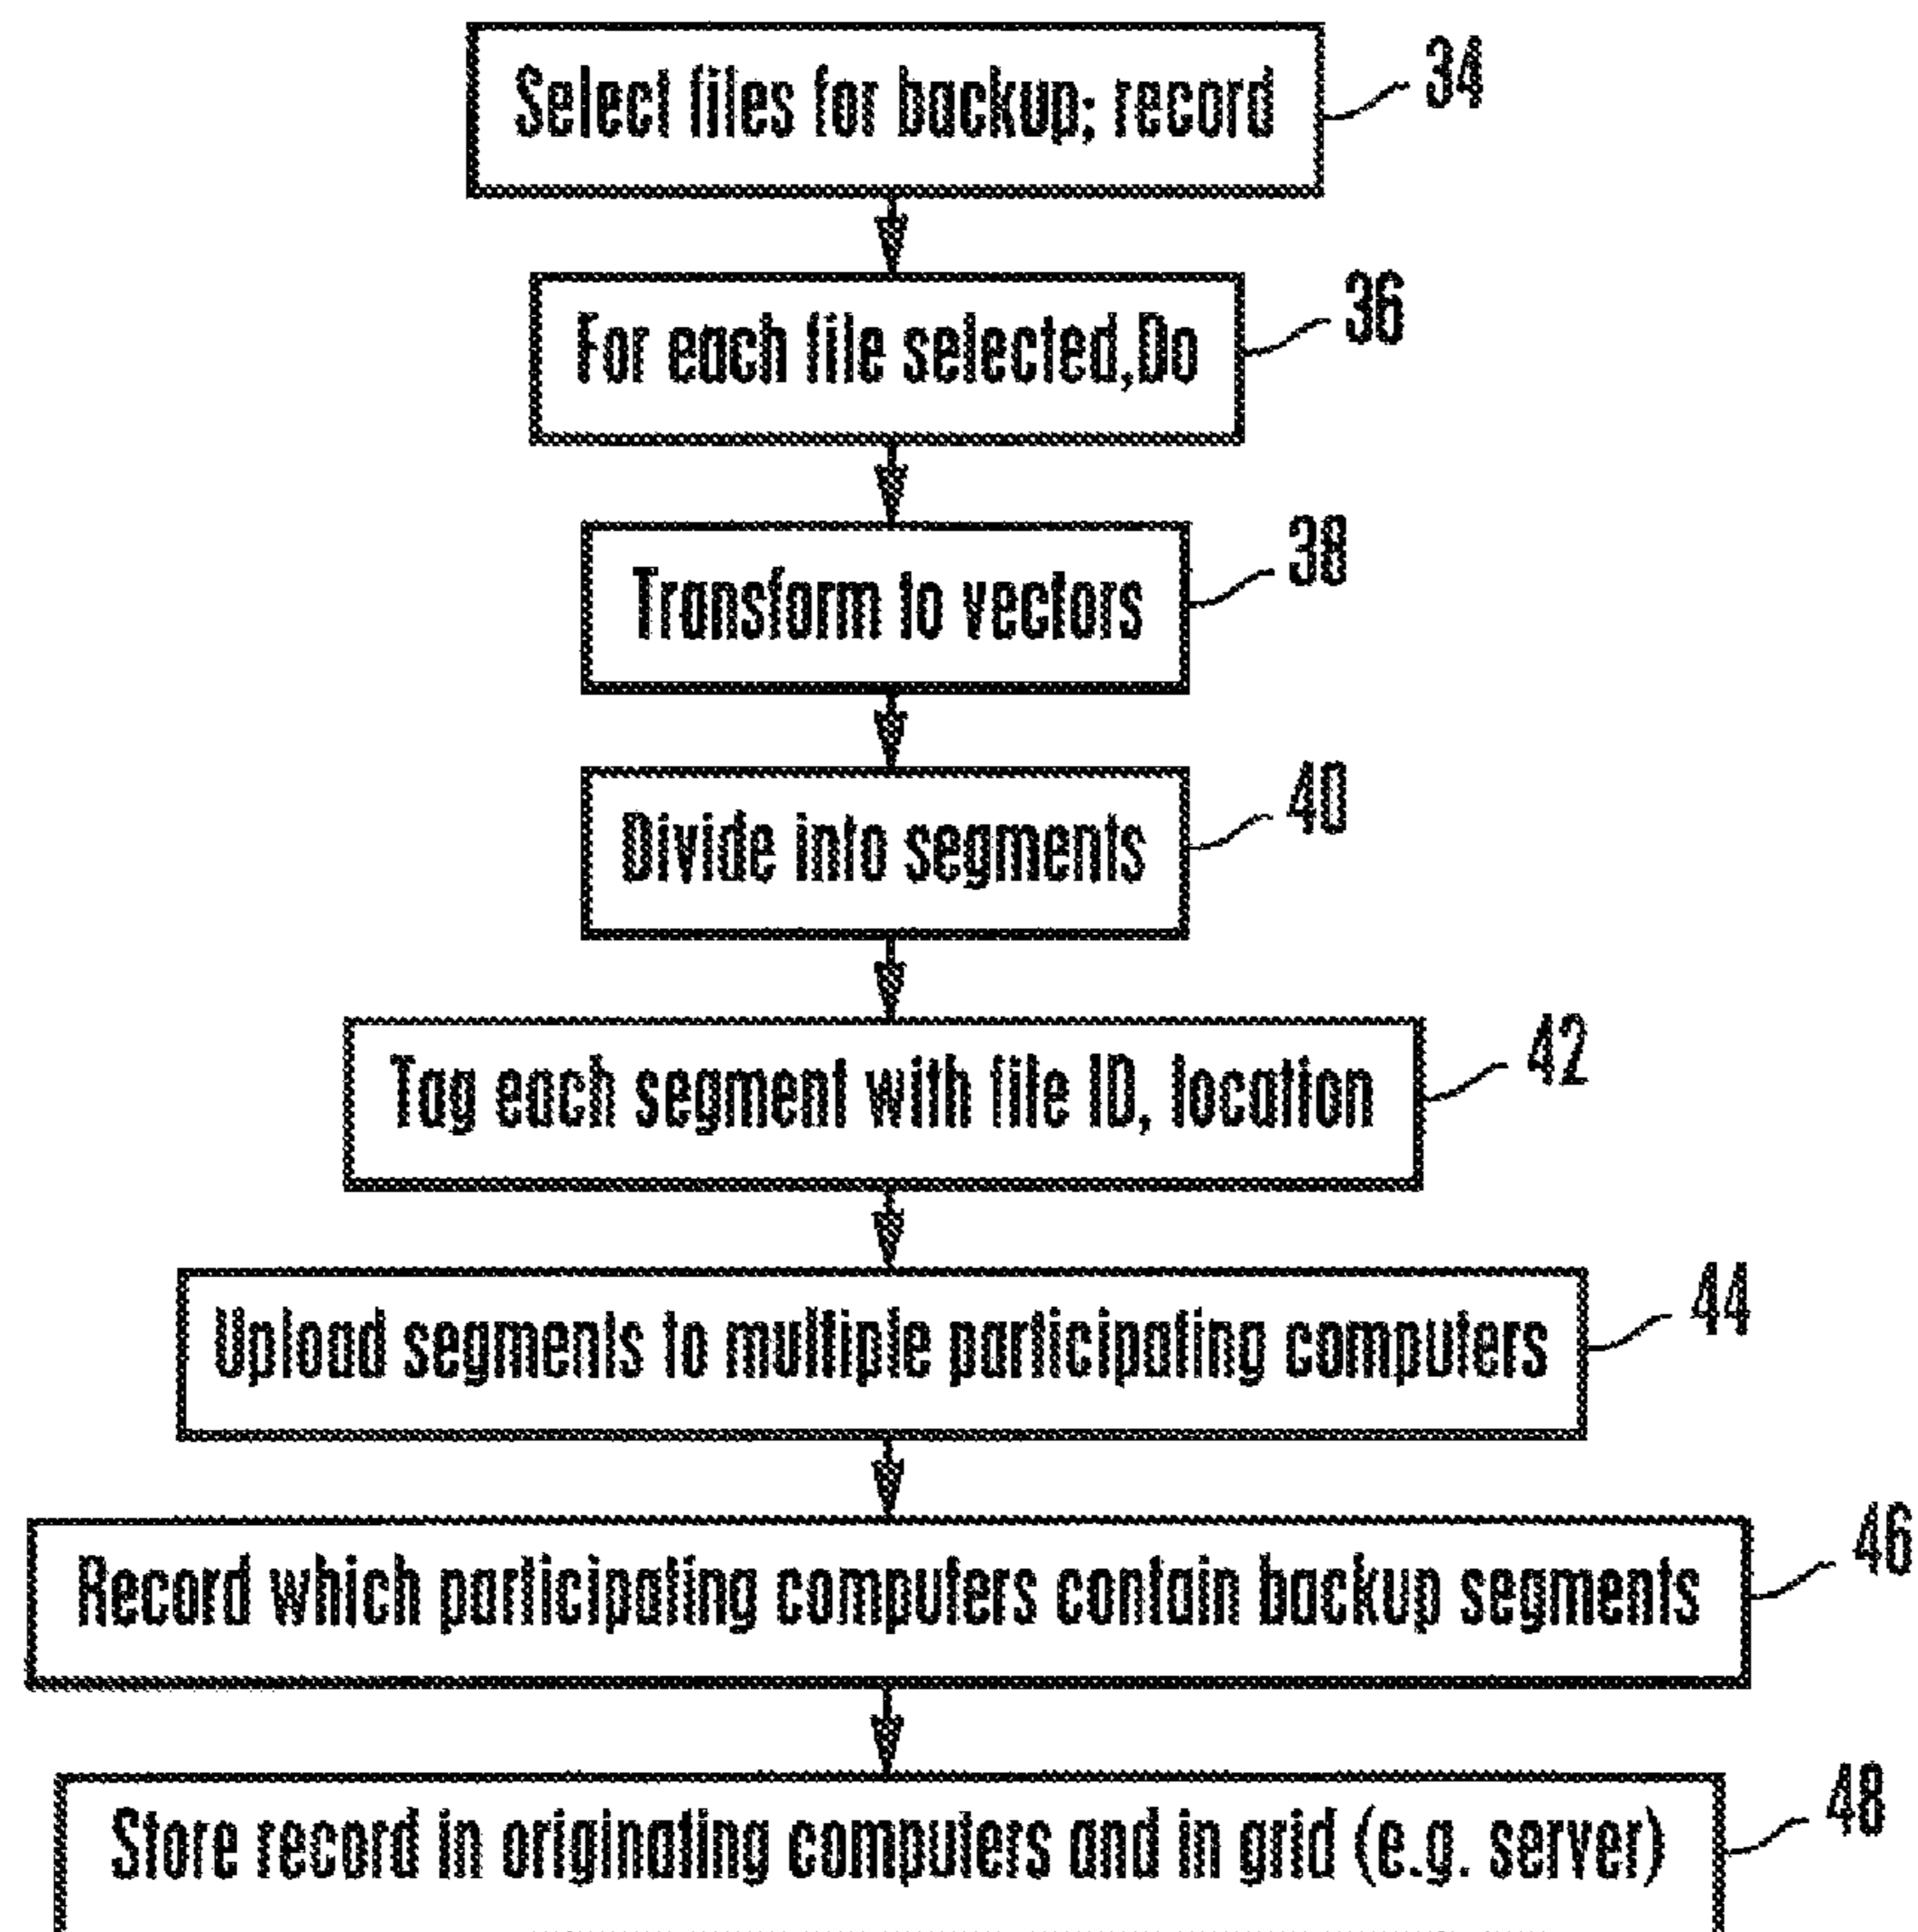 Select files for backup; record
34
For each file selected,Do
36
Transform to vectors
38
Divide into segments
40
Tag each segment with file ID, location
42
Upload segments to multiple participating computers
44
Record which participating computers contain backup segments
46
Store record in originating computers and in grid (e.g. server)
48